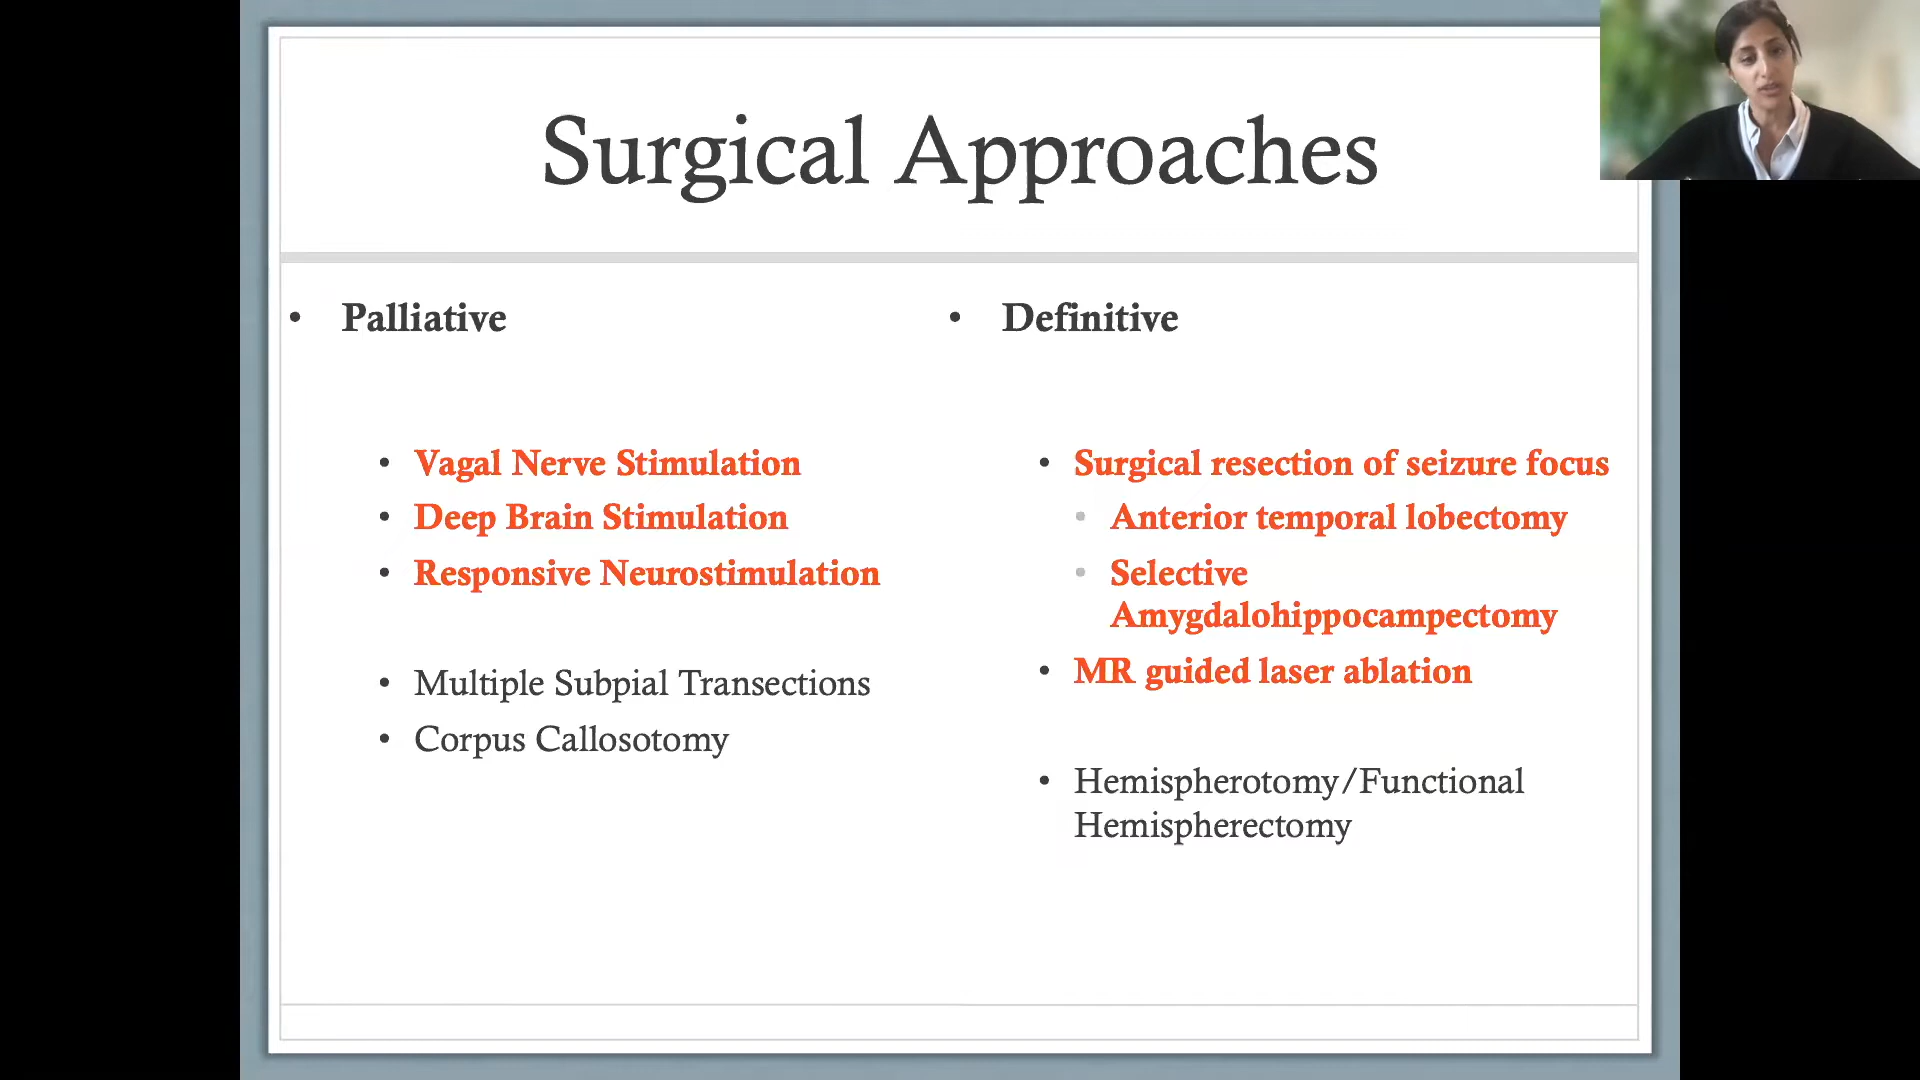 Surgical Approaches
• Palliative
• Vagal Nerve Stimulation
• Deep Brain Stimulation
• Responsive Neurostimulation
• Multiple Subpial Transections
• Corpus Callosotomy
• Definitive
• Surgical resection of seizure focus
• Anterior temporal lobectomy
• Selective
Amygdalohippocampectomy
• MR guided laser ablation
• Hemispherotomy/Functional
Hemispherectomy